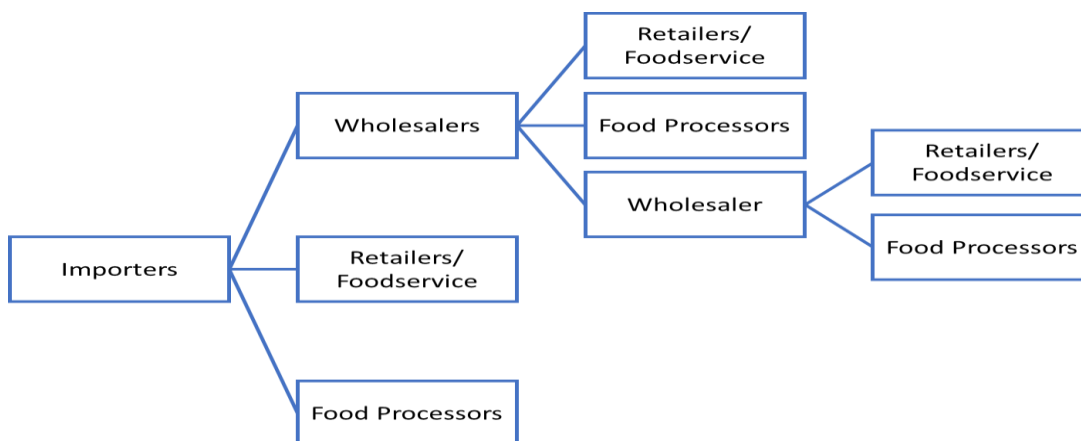 Retailers/
Foodservice
Wholesalers
Food Processors
Retailers/
Foodservice
Wholesaler
Importers
Retailers/
Foodservice
Food Processors
Food Processors